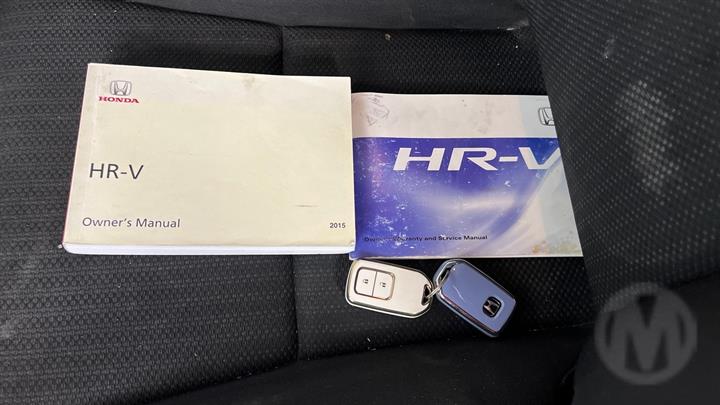 HONDA
HR-V
Owner's Manual
2015
HR-V
Owner's Warranty and Service Manual
M